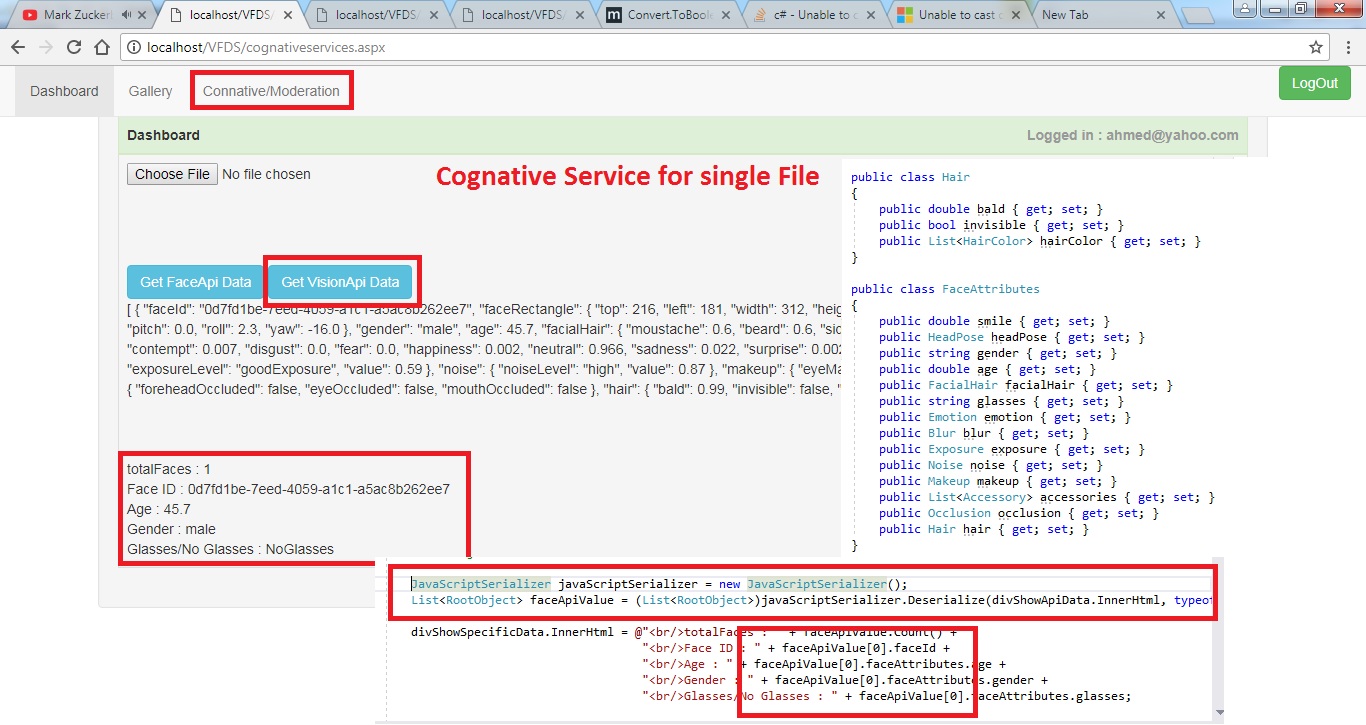 Mark Zucker
localhost/VFDS/
localhost/VFDS/
localhost/VFDS/
Convert.ToBoole
c# - Unable to c
Unable to cast o
New Tab
localhost/VFDS/cognativeservices.aspx
Dashboard
Gallery
Connative/Moderation
LogOut
Dashboard
Logged in : ahmed@yahoo.com
Choose File No file chosen
Cognative Service for single File
Get FaceApi Data
Get VisionApi Data
[ { "faceId": "0d7fd1be-7eed-4059-a1c1-a5ac8b262ee7", "faceRectangle": { "top": 216, "left": 181, "width": 312, "heig
"pitch": 0.0, "roll": 2.3, "yaw": -16.0 }, "gender": "male", "age": 45.7, "facialHair": { "moustache": 0.6, "beard": 0.6, "sid
"contempt": 0.007, "disgust": 0.0, "fear": 0.0, "happiness": 0.002, "neutral": 0.966, "sadness": 0.022, "surprise": 0.002
"exposureLevel": "goodExposure", "value": 0.59 }, "noise": { "noiseLevel": "high", "value": 0.87 }, "makeup": { "eyeMa
{ "foreheadOccluded": false, "eyeOccluded": false, "mouthOccluded": false }, "hair": { "bald": 0.99, "invisible": false, "
totalFaces : 1
Face ID : 0d7fd1be-7eed-4059-a1c1-a5ac8b262ee7
Age : 45.7
Gender : male
Glasses/No Glasses : NoGlasses
public class Hair
{
public double bald { get; set; }
public bool invisible { get; set; }
public List<HairColor> hairColor { get; set; }
}
public class FaceAttributes
{
public double smile { get; set; }
public HeadPose headPose { get; set; }
public string gender { get; set; }
public double age { get; set; }
public FacialHair facialHair { get; set; }
public string glasses { get; set; }
public Emotion emotion { get; set; }
public Blur blur { get; set; }
public Exposure exposure { get; set; }
public Noise noise { get; set; }
public Makeup makeup { get; set; }
public List<Accessory> accessories { get; set; }
public Occlusion occlusion { get; set; }
public Hair hair { get; set; }
}
JavaScriptSerializer javaScriptSerializer = new JavaScriptSerializer();
List<RootObject> faceApiValue = (List<RootObject>)javaScriptSerializer.Deserialize(divShowApiData.InnerHtml, typeof
divShowSpecificData.InnerHtml = @"<br/>totalFaces : " + faceApiValue.Count() +
"<br/>Face ID : " + faceApiValue[0].faceId +
"<br/>Age : " + faceApiValue[0].faceAttributes.age +
"<br/>Gender : " + faceApiValue[0].faceAttributes.gender +
"<br/>Glasses/No Glasses : " + faceApiValue[0].faceAttributes.glasses;